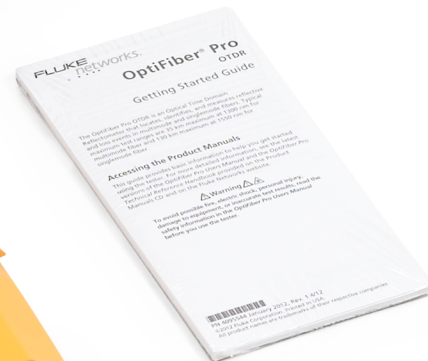 FLUKE networks.
OptiFiber® Pro
OTDR
Getting Started Guide
The OptiFiber Pro OTDR is an Optical Time Domain
Reflectometer that locates, identifies, and measures reflective
and loss events in multimode and singlemode fibers. Typical
maximum test ranges are 35 km maximum at 1300 nm for
multimode fiber and 130 km maximum at 1550 nm for
singlemode fiber
Accessing the Product Manuals
This guide provides basic information to help you get started
using the tester. For more detailed information, see the latest
versions of the OptiFiber Pro Users Manual and the
Technical Reference Handbook provided on the Product
Manuals CD and on the Fluke Networks website.
Warning
To avoid possible fire, electric shock, personal injury,
damage to equipment, or inaccurate test results, read the
safety information in the OptiFiber Pro Users Manual
before you use the tester.
PN 4095544 January 2012, Rev. 1 4/12
©2012 Fluke Corporation. Printed in USA.
All product names are trademarks of their respective companies